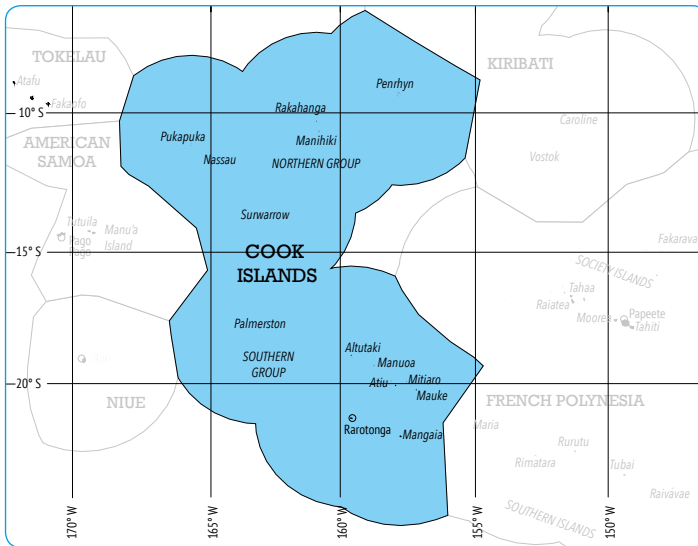 TOKELAU
KIRIBATI
Atafu
Penrhyn
Fakaofo
Rakahanga
10° S
Caroline
AMERICAN
SAMOA
Pukapuka
Manihiki
Nassau
NORTHERN GROUP
Vostok
Surwarrow
Tutuila
Manu'a
Island
Pago
Pago
Fakarava
15° S
COOK
ISLANDS
SOCIETY ISLANDS
Tahaa
Raiatea
Papeete
Moorea
Tahiti
Palmerston
Altutaki
SOUTHERN
GROUP
Manuoa
Atiu
Mitiaro
Mauke
20° S
NIUE
FRENCH POLYNESIA
Rarotonga
Mangaia
Maria
Rurutu
Rimatara
Tubai
Raivavae
SOUTHERN ISLANDS
170° W
165° W
160° W
155° W
150° W